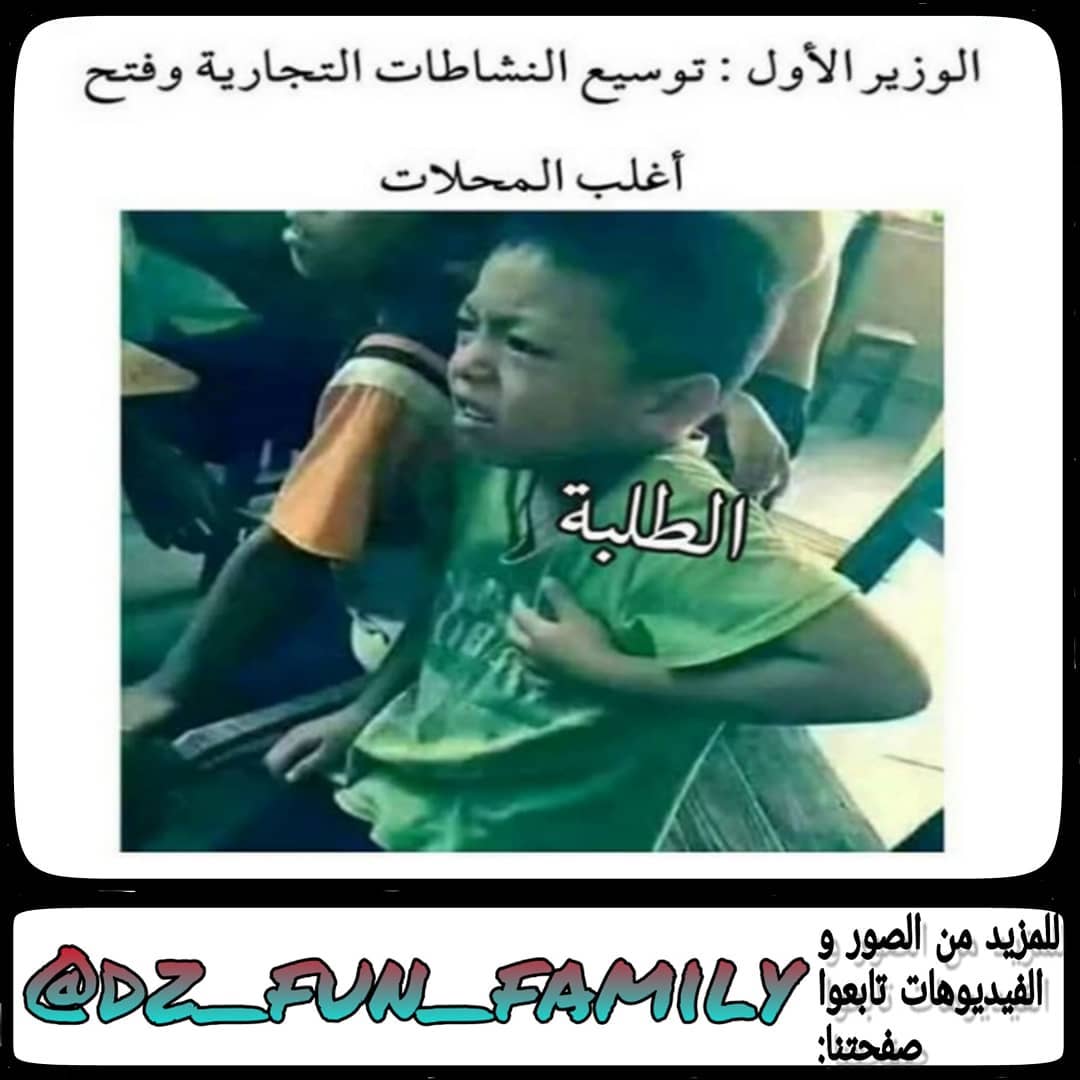 الوزير الأول : توسيع النشاطات التجارية وفتح
أغلب المحلات
الطلبة
@DZ_FUN_FAMILY
للمزيد من الصور و
الفيديوهات تابعوا
صفحتنا: